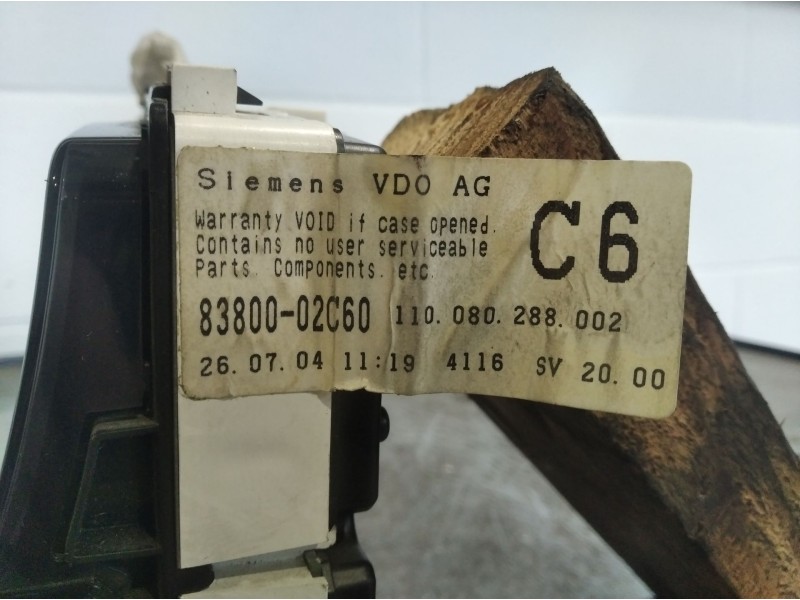 Siemens VDO AG
Warranty VOID if case opened.
Contains no user serviceable
Parts. Components. etc.
C6
83800-02C60 110.080.288.002
26.07.04 11:19 4116 SV 20.00